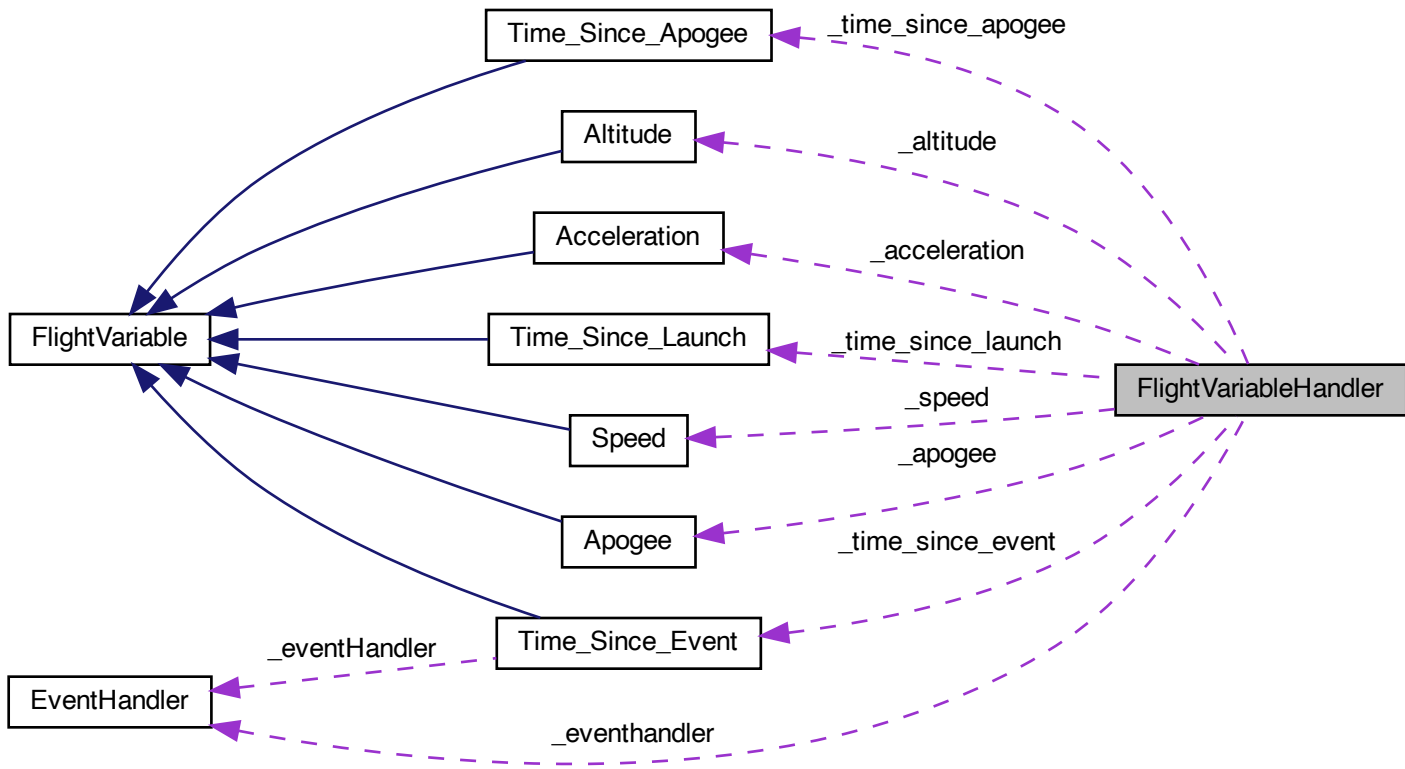 Time_Since_Apogee
_time_since_apogee
Altitude
_altitude
Acceleration
_acceleration
FlightVariable
Time_Since_Launch
_time_since_launch
FlightVariableHandler
Speed
_speed
Apogee
_apogee
_time_since_event
Time_Since_Event
_eventHandler
EventHandler
_eventhandler